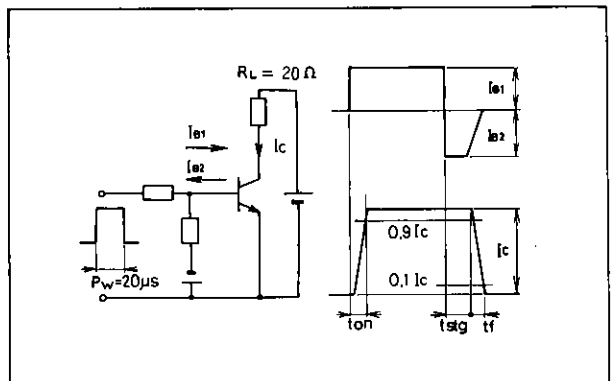 RL = 20 Ω
IB1
IB2
Ic
PW=20µs
IB1
IB2
0,9 Ic
Ic
0,1 Ic
ton
tstg
tf